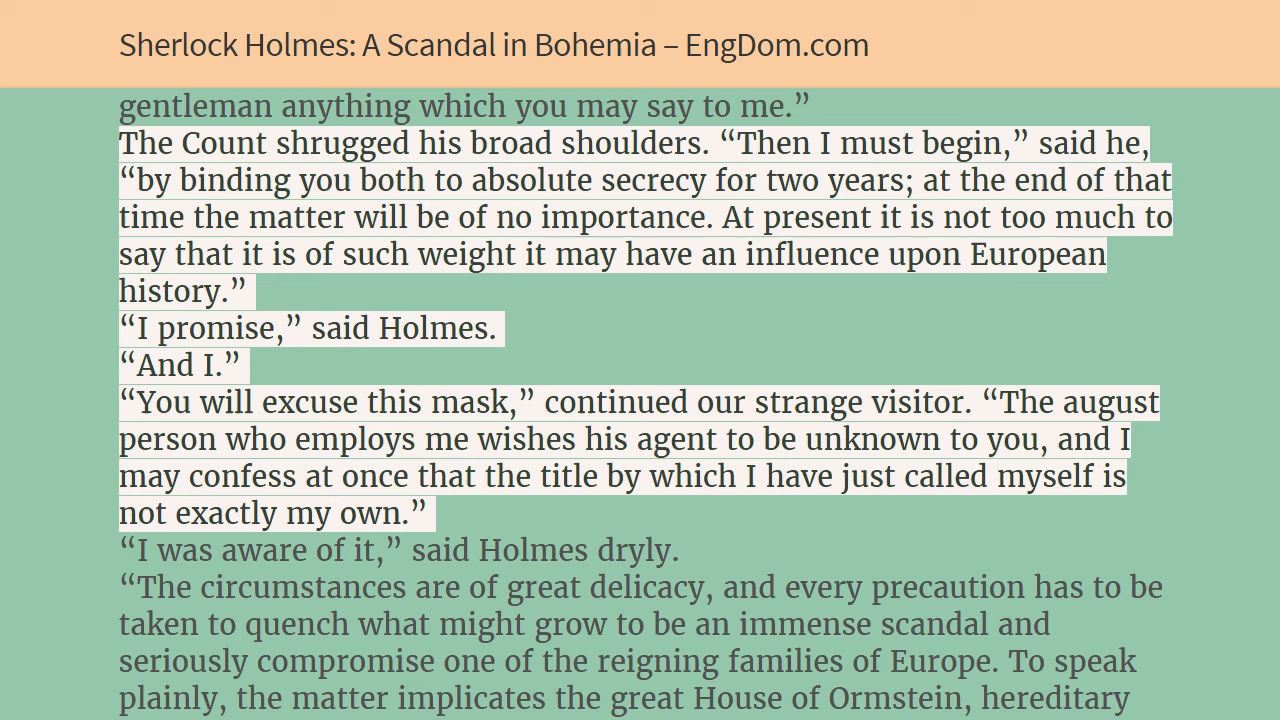 Sherlock Holmes: A Scandal in Bohemia – EngDom.com
gentleman anything which you may say to me.”
The Count shrugged his broad shoulders. “Then I must begin,” said he,
“by binding you both to absolute secrecy for two years; at the end of that
time the matter will be of no importance. At present it is not too much to
say that it is of such weight it may have an influence upon European
history.”
“I promise,” said Holmes.
“And I.”
“You will excuse this mask,” continued our strange visitor. “The august
person who employs me wishes his agent to be unknown to you, and I
may confess at once that the title by which I have just called myself is
not exactly my own.”
“I was aware of it,” said Holmes dryly.
“The circumstances are of great delicacy, and every precaution has to be
taken to quench what might grow to be an immense scandal and
seriously compromise one of the reigning families of Europe. To speak
plainly, the matter implicates the great House of Ormstein, hereditary